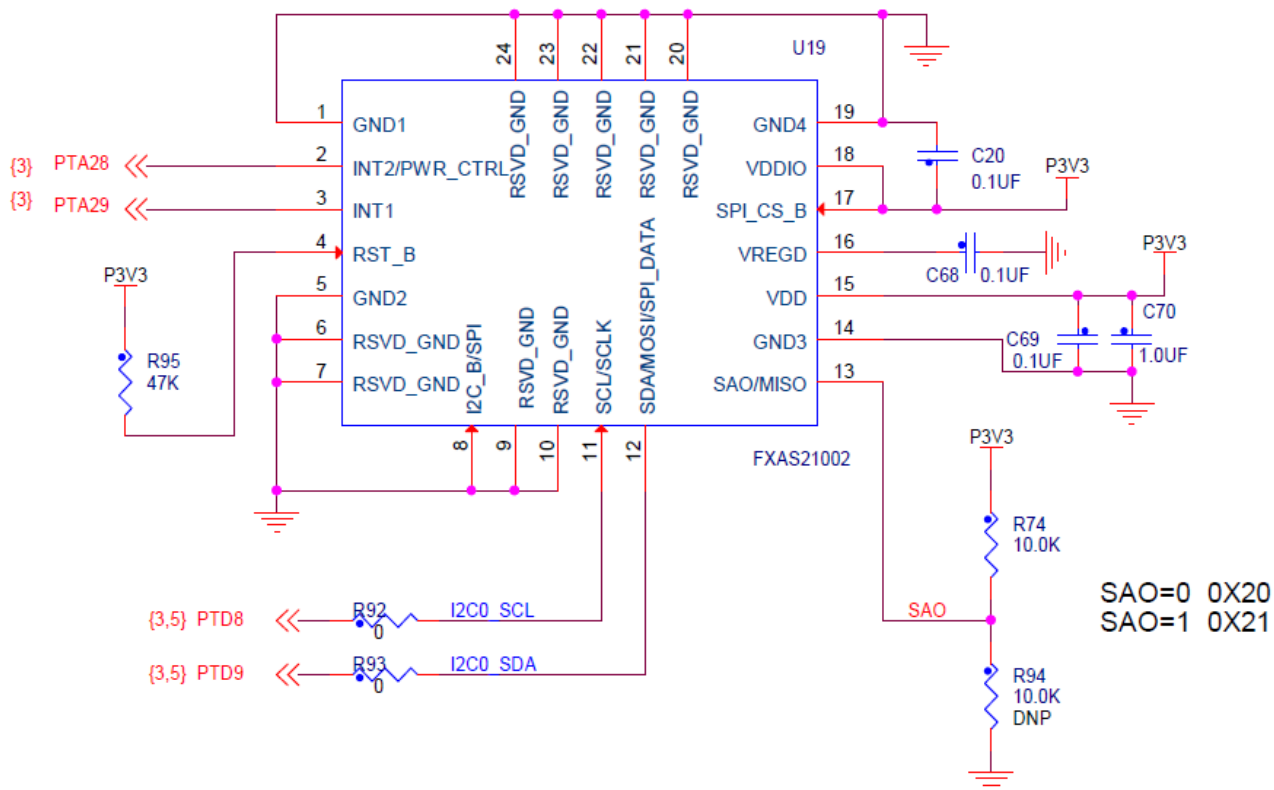 U19
24
23
22
21
20
RSVD_GND
RSVD_GND
RSVD_GND
RSVD_GND
RSVD_GND
1
GND1
{3} PTA28
2
INT2/PWR_CTRL
{3} PTA29
3
INT1
4
RST_B
5
GND2
6
RSVD_GND
7
RSVD_GND
P3V3
R95
47K
I2C_B/SPI
RSVD_GND
RSVD_GND
SCL/SCLK
SDA/MOSI/SPI_DATA
8
9
10
11
12
GND4
19
VDDIO
18
SPI_CS_B
17
VREGD
16
VDD
15
GND3
14
SAO/MISO
13
C20
0.1UF
P3V3
C68
0.1UF
P3V3
C69
0.1UF
C70
1.0UF
FXAS21002
P3V3
R74
10.0K
SAO
SAO=0 0X20
SAO=1 0X21
R94
10.0K
DNP
{3,5} PTD8
R92
0
I2C0_SCL
{3,5} PTD9
R93
0
I2C0_SDA